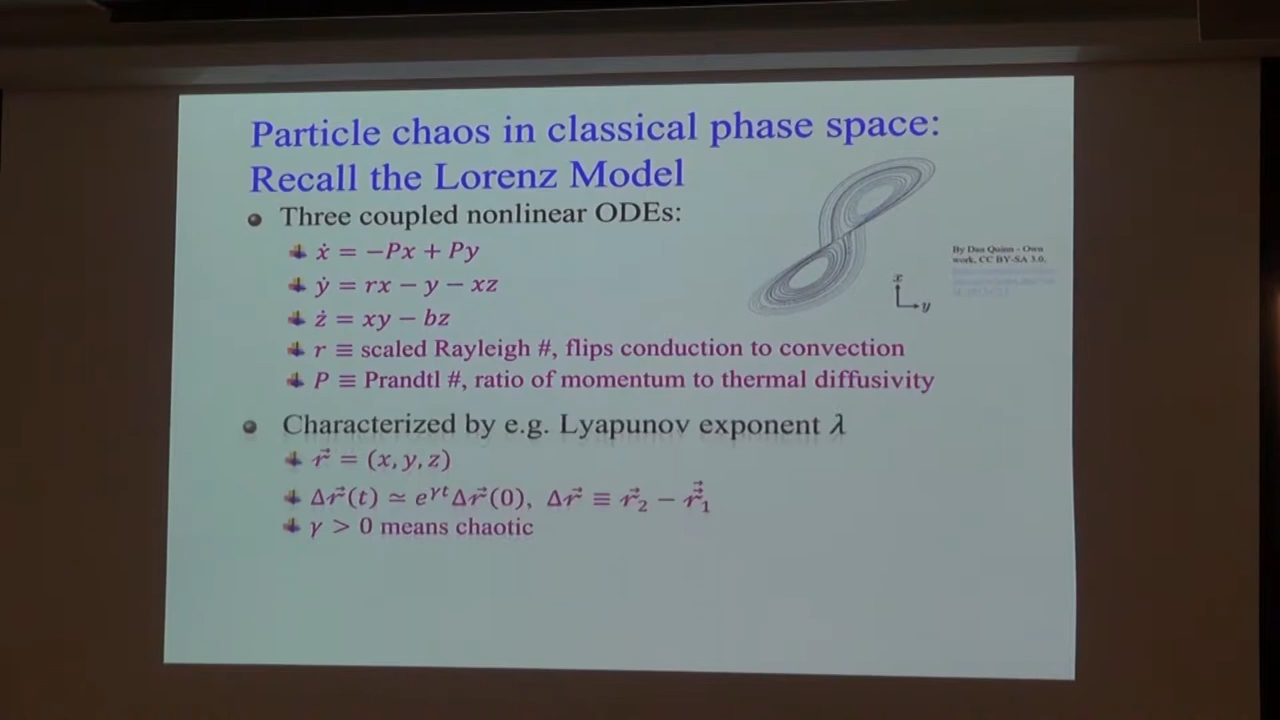 Particle chaos in classical phase space:
Recall the Lorenz Model
Three coupled nonlinear ODEs:
ẋ = −Px + Py
ẏ = rx − y − xz
ż = xy − bz
r ≡ scaled Rayleigh #, flips conduction to convection
P ≡ Prandtl #, ratio of momentum to thermal diffusivity
x
y
By Dan Quinn - Own
work, CC BY-SA 3.0,
Characterized by e.g. Lyapunov exponent λ
r⃗ = (x, y, z)
Δr⃗(t) ≃ e^γt Δr⃗(0), Δr⃗ ≡ r⃗₂ − r⃗⃗₁
γ > 0 means chaotic